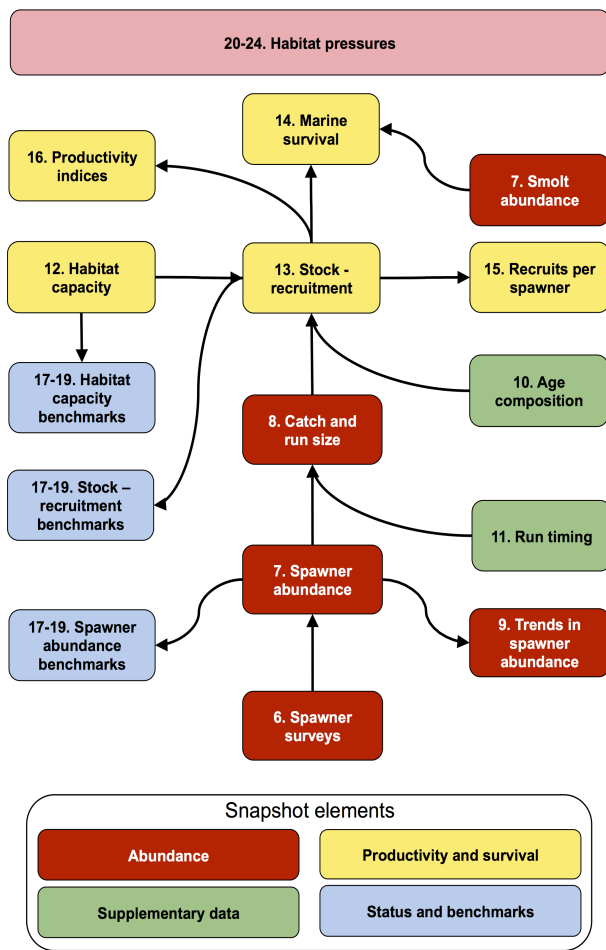 20-24. Habitat pressures
14. Marine
survival
16. Productivity
indices
7. Smolt
abundance
12. Habitat
capacity
13. Stock -
recruitment
15. Recruits per
spawner
17-19. Habitat
capacity
benchmarks
10. Age
composition
8. Catch and
run size
17-19. Stock –
recruitment
benchmarks
11. Run timing
7. Spawner
abundance
17-19. Spawner
abundance
benchmarks
9. Trends in
spawner
abundance
6. Spawner
surveys
Snapshot elements
Abundance
Productivity and survival
Supplementary data
Status and benchmarks